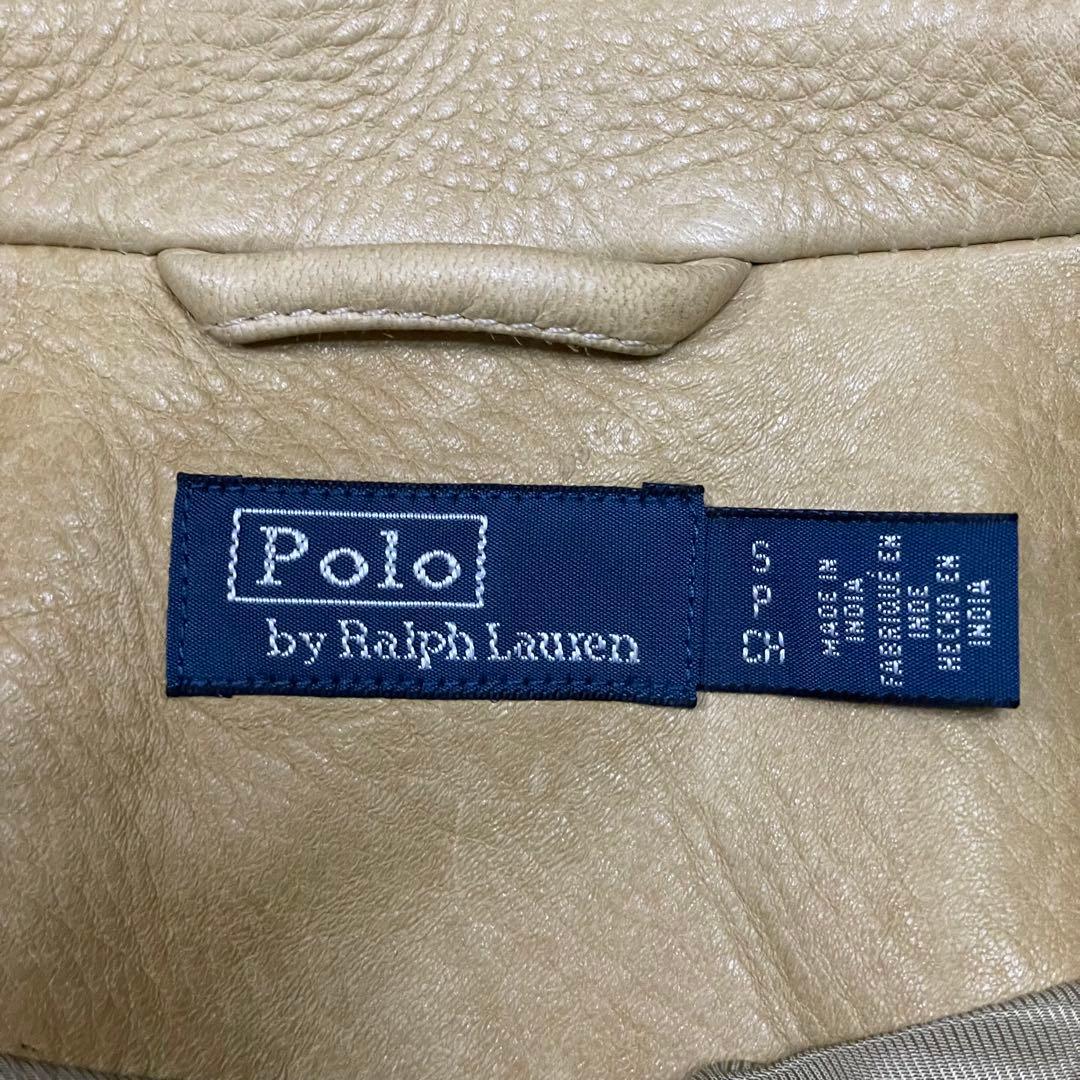 Polo
by Ralph Lauren
S
P
CH
MADE IN
INDIA
FABRIQUÉ EN
INDE
HECHO EN
INDIA